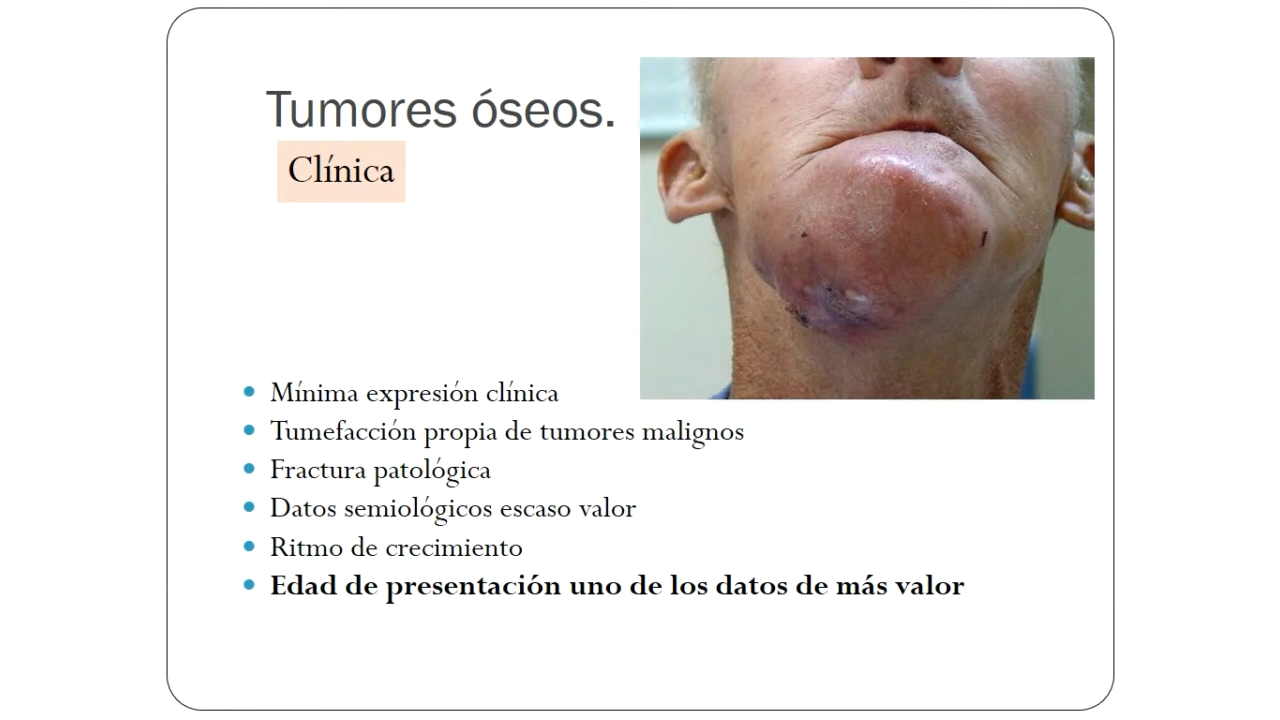 Tumores óseos.
Clínica
Mínima expresión clínica
Tumefacción propia de tumores malignos
Fractura patológica
Datos semiológicos escaso valor
Ritmo de crecimiento
Edad de presentación uno de los datos de más valor